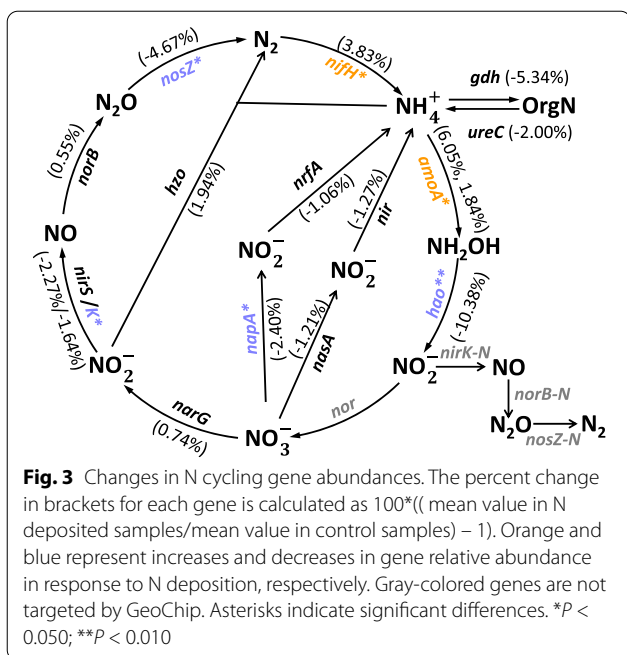 (-4.67%)
nosZ*
N₂
(3.83%)
nifH*
N₂O
NH₄⁺
gdh (-5.34%)
OrgN
ureC (-2.00%)
(0.55%)
norB
hzo
(1.94%)
nrfA
(-1.06%)
(-1.27%)
nir
(6.05%, 1.84%)
amoA*
NO
NO₂⁻
NO₂⁻
NH₂OH
nirS /K*
(-2.27%/-1.64%)
napA*
(-2.40%)
(-1.21%)
nasA
hao**
(-10.38%)
NO₂⁻
NO₂⁻
nirK-N
NO
narG
(0.74%)
NO₃⁻
nor
norB-N
N₂O
N₂
nosZ-N
Fig. 3 Changes in N cycling gene abundances. The percent change
in brackets for each gene is calculated as 100*(( mean value in N
deposited samples/mean value in control samples) – 1). Orange and
blue represent increases and decreases in gene relative abundance
in response to N deposition, respectively. Gray-colored genes are not
targeted by GeoChip. Asterisks indicate significant differences. *P <
0.050; **P < 0.010